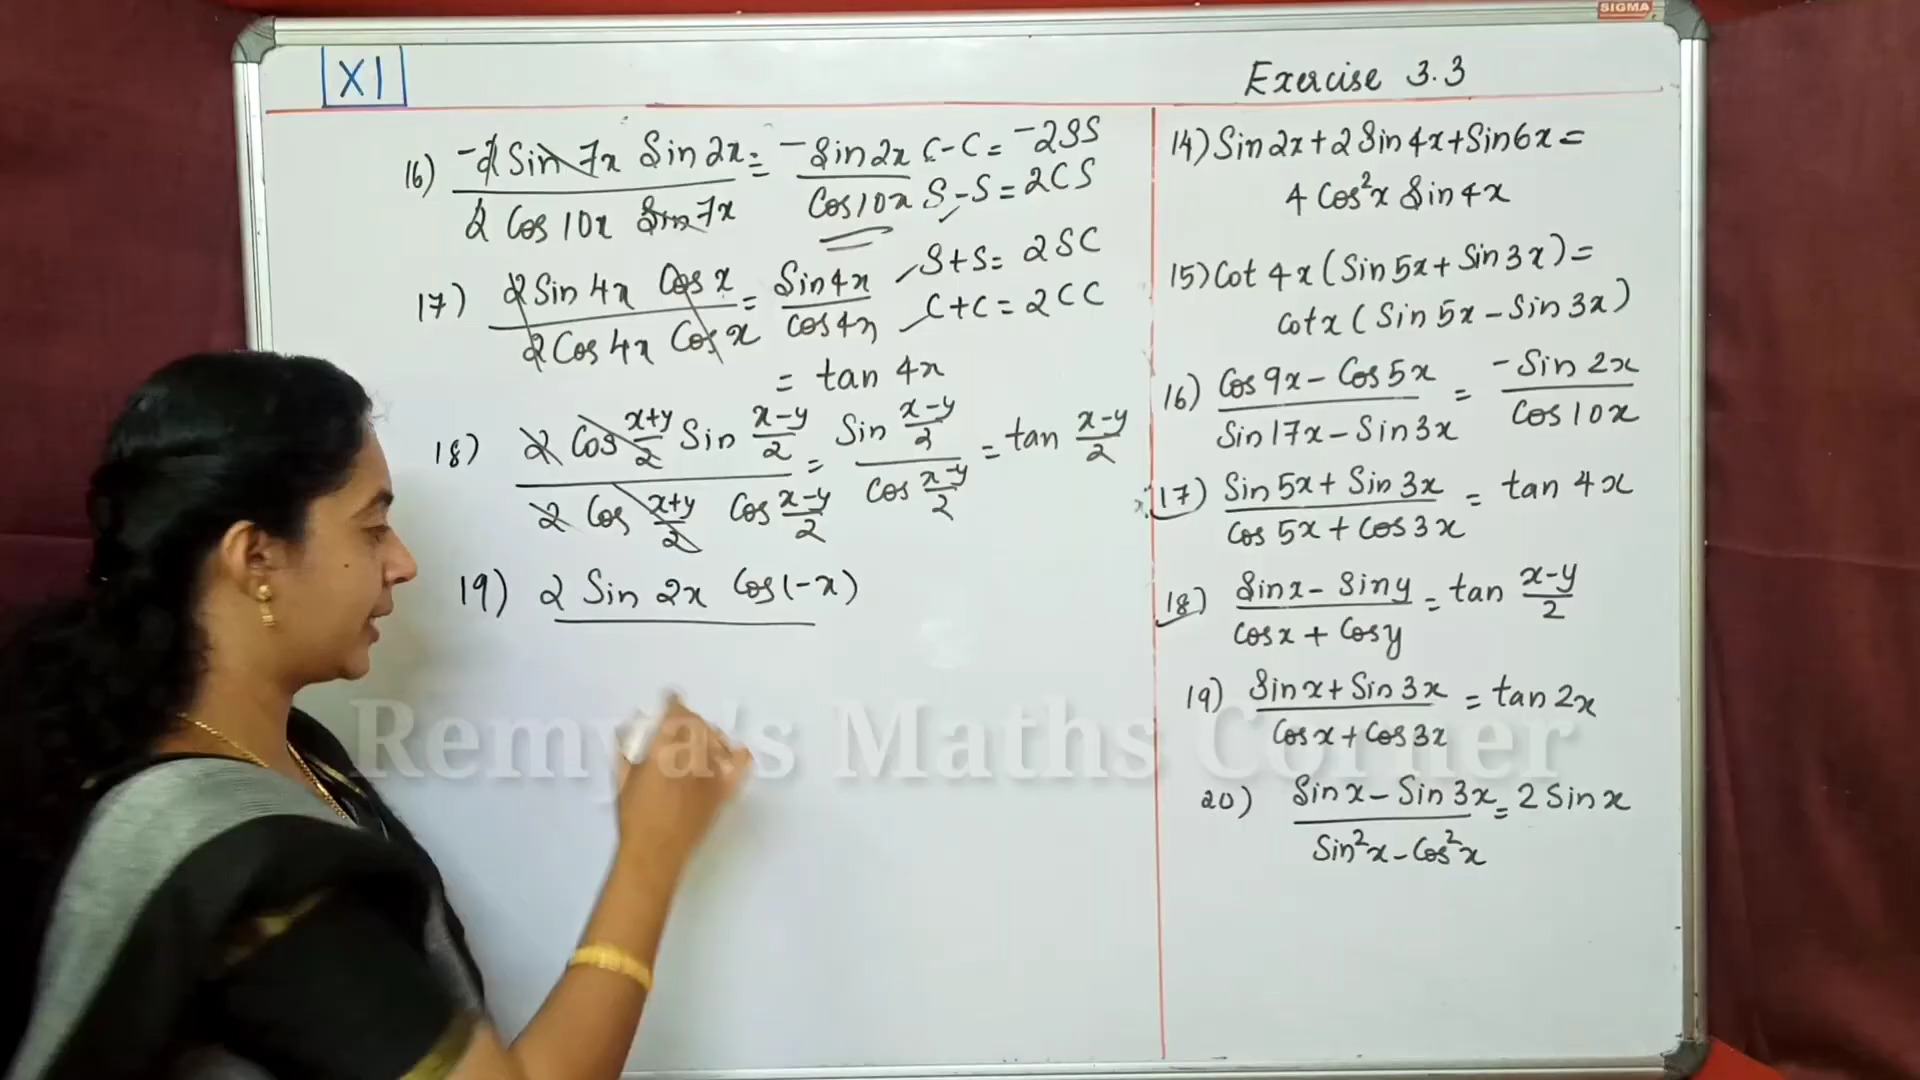 SIGMA
XI
Exercise 3.3
16) -2 Sin 7x Sin 2x / 2 Cos 10x Sin 7x = -Sin 2x / Cos 10x
C-C = -2SS
S-S = 2CS
S+S = 2SC
C+C = 2CC
17) 2 Sin 4x Cos x / 2 Cos 4x Cos x = Sin 4x / Cos 4x
= tan 4x
18) 2 Cos x+y/2 Sin x-y/2 / 2 Cos x+y/2 Cos x-y/2 = Sin x-y/2 / Cos x-y/2 = tan x-y/2
19) 2 Sin 2x Cos(-x)
14) Sin 2x + 2 Sin 4x + Sin 6x =
4 Cos²x Sin 4x
15) Cot 4x (Sin 5x + Sin 3x) =
Cot x (Sin 5x - Sin 3x)
16) Cos 9x - Cos 5x / Sin 17x - Sin 3x = -Sin 2x / Cos 10x
17) Sin 5x + Sin 3x / Cos 5x + Cos 3x = tan 4x
18) Sin x - Sin y / Cos x + Cos y = tan x-y/2
19) Sin x + Sin 3x / Cos x + Cos 3x = tan 2x
20) Sin x - Sin 3x / Sin²x - Cos²x = 2 Sin x
Remya's Maths Corner